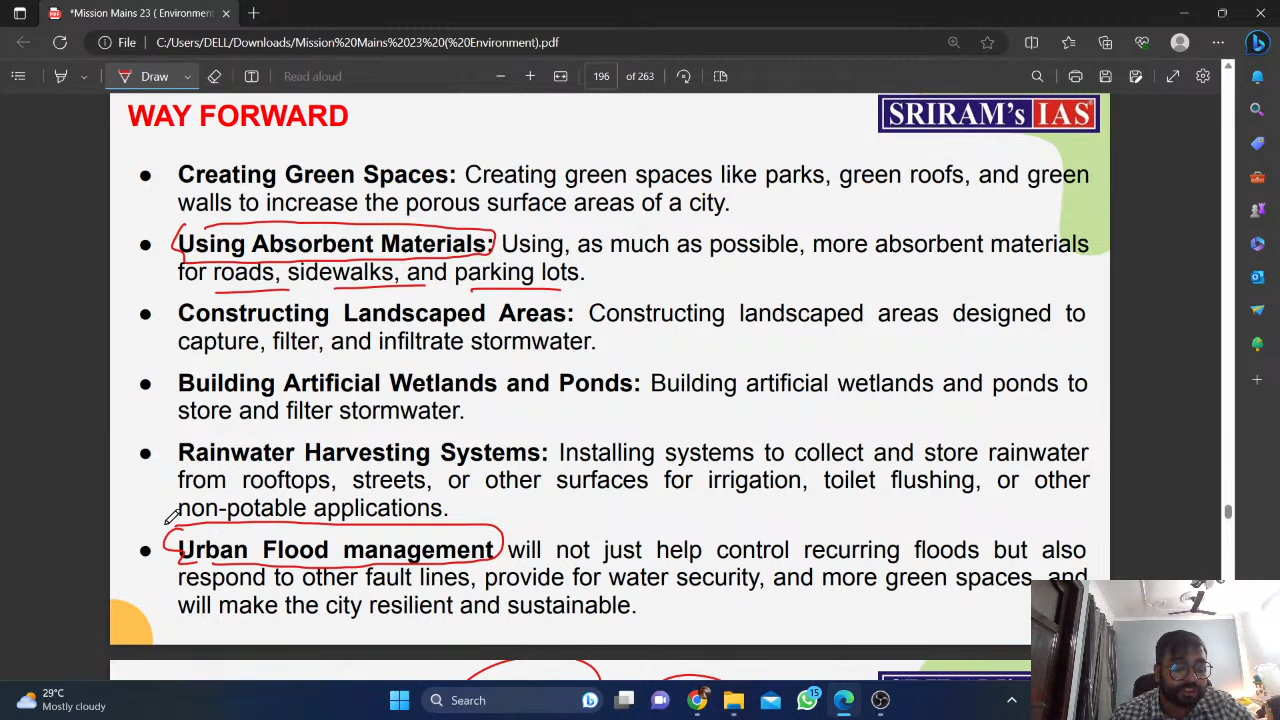 *Mission Mains 23 ( Environment
File C:/Users/DELL/Downloads/Mission%20Mains%202023%20(%20Environment).pdf
Draw Read aloud 196 of 263
WAY FORWARD
SRIRAM's IAS
● Creating Green Spaces: Creating green spaces like parks, green roofs, and green
walls to increase the porous surface areas of a city.
● Using Absorbent Materials: Using, as much as possible, more absorbent materials
for roads, sidewalks, and parking lots.
● Constructing Landscaped Areas: Constructing landscaped areas designed to
capture, filter, and infiltrate stormwater.
● Building Artificial Wetlands and Ponds: Building artificial wetlands and ponds to
store and filter stormwater.
● Rainwater Harvesting Systems: Installing systems to collect and store rainwater
from rooftops, streets, or other surfaces for irrigation, toilet flushing, or other
non-potable applications.
● Urban Flood management will not just help control recurring floods but also
respond to other fault lines, provide for water security, and more green spaces, and
will make the city resilient and sustainable.
29°C
Mostly cloudy
Search
15